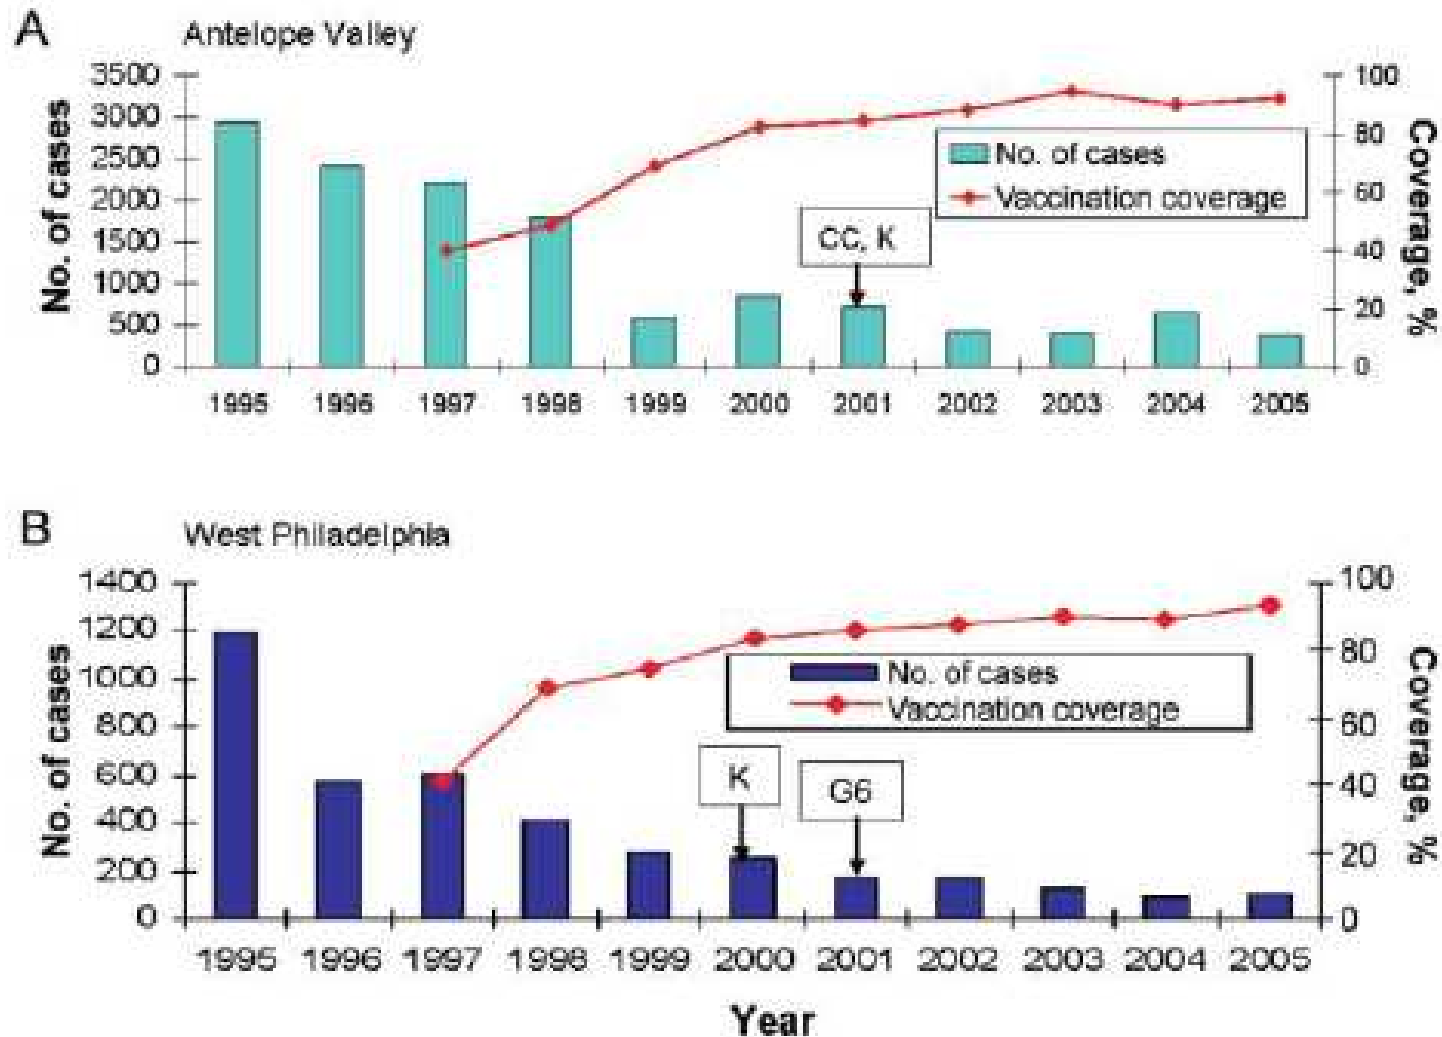 A
Antelope Valley
No. of cases
3500
3000
2500
2000
1500
1000
500
0
100
80
60
40
20
0
Coverage, %
No. of cases
Vaccination coverage
CC, K
1995 1996 1997 1998 1999 2000 2001 2002 2003 2004 2005
B
West Philadelphia
No. of cases
1400
1200
1000
800
600
400
200
0
100
80
60
40
20
0
Coverage, %
No. of cases
Vaccination coverage
K
G6
1995 1996 1997 1998 1999 2000 2001 2002 2003 2004 2005
Year